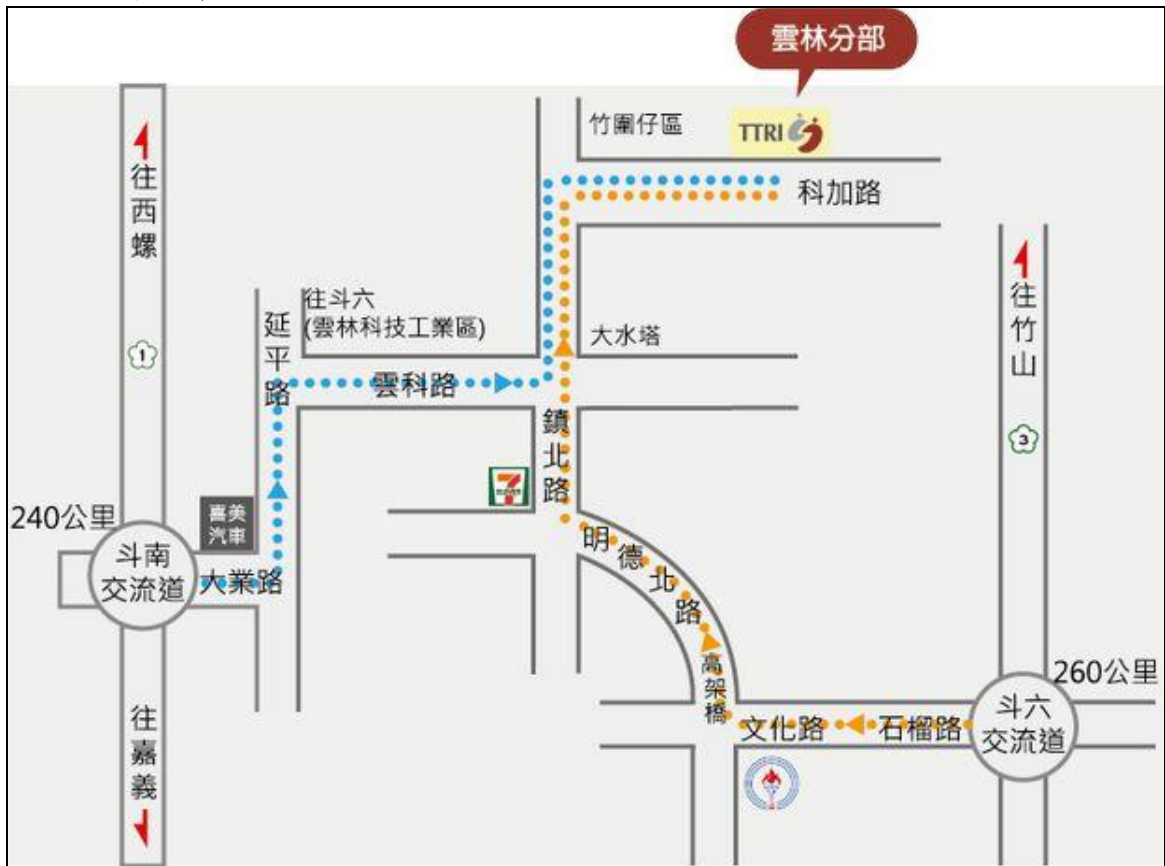 雲林分部
竹圍仔區
TTRI
科加路
往西螺
1
往斗六
(雲林科技工業區)
延平路
雲科路
大水塔
往竹山
3
鎮北路
7
240公里
喜美
汽車
斗南
交流道
大業路
明德北路
高架橋
260公里
斗六
交流道
文化路
石榴路
往嘉義